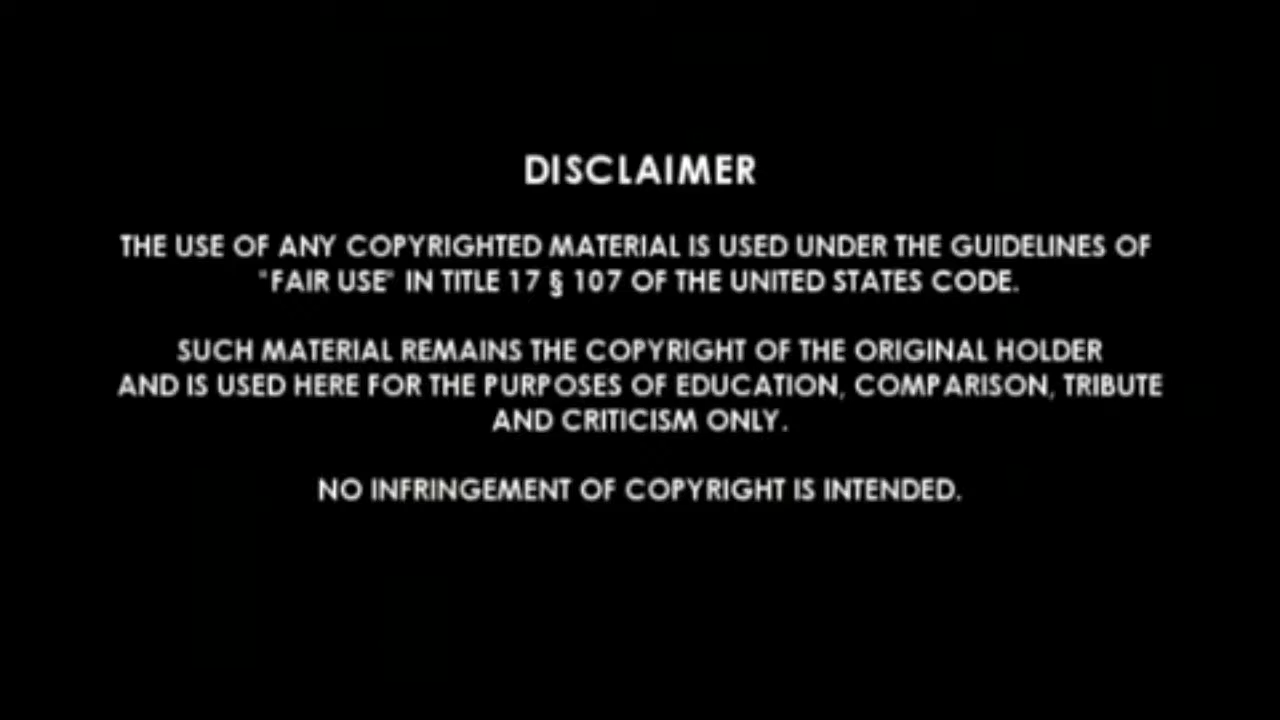 DISCLAIMER
THE USE OF ANY COPYRIGHTED MATERIAL IS USED UNDER THE GUIDELINES OF
"FAIR USE" IN TITLE 17 § 107 OF THE UNITED STATES CODE.
SUCH MATERIAL REMAINS THE COPYRIGHT OF THE ORIGINAL HOLDER
AND IS USED HERE FOR THE PURPOSES OF EDUCATION, COMPARISON, TRIBUTE
AND CRITICISM ONLY.
NO INFRINGEMENT OF COPYRIGHT IS INTENDED.